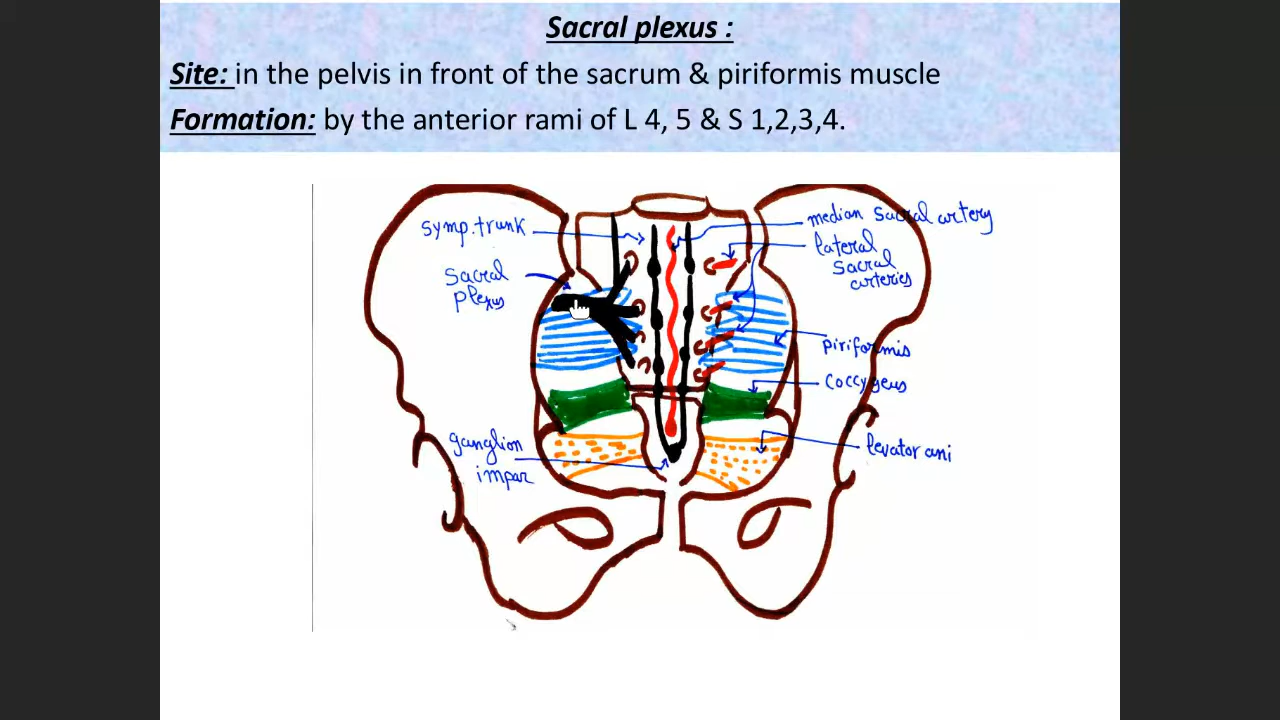 Sacral plexus :
Site: in the pelvis in front of the sacrum & piriformis muscle
Formation: by the anterior rami of L 4, 5 & S 1,2,3,4.
symp. trunk
sacral
plexus
ganglion
impar
median sacral artery
lateral
sacral
arteries
piriformis
coccygeus
levator ani